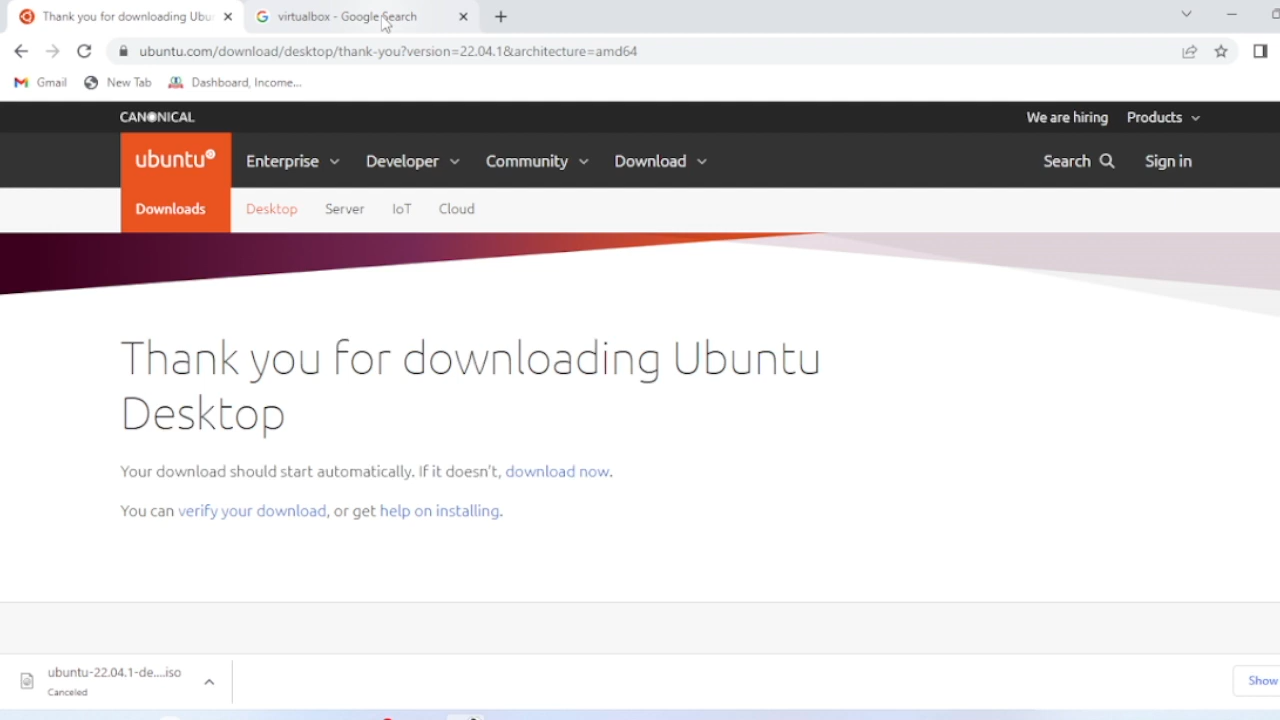 Thank you for downloading Ubu
virtualbox - Google Search
ubuntu.com/download/desktop/thank-you?version=22.04.1&architecture=amd64
Gmail
New Tab
Dashboard, Income...
CANONICAL
We are hiring
Products
ubuntu
Enterprise
Developer
Community
Download
Search
Sign in
Downloads
Desktop
Server
IoT
Cloud
Thank you for downloading Ubuntu
Desktop
Your download should start automatically. If it doesn't, download now.
You can verify your download, or get help on installing.
ubuntu-22.04.1-de....iso
Canceled
Show